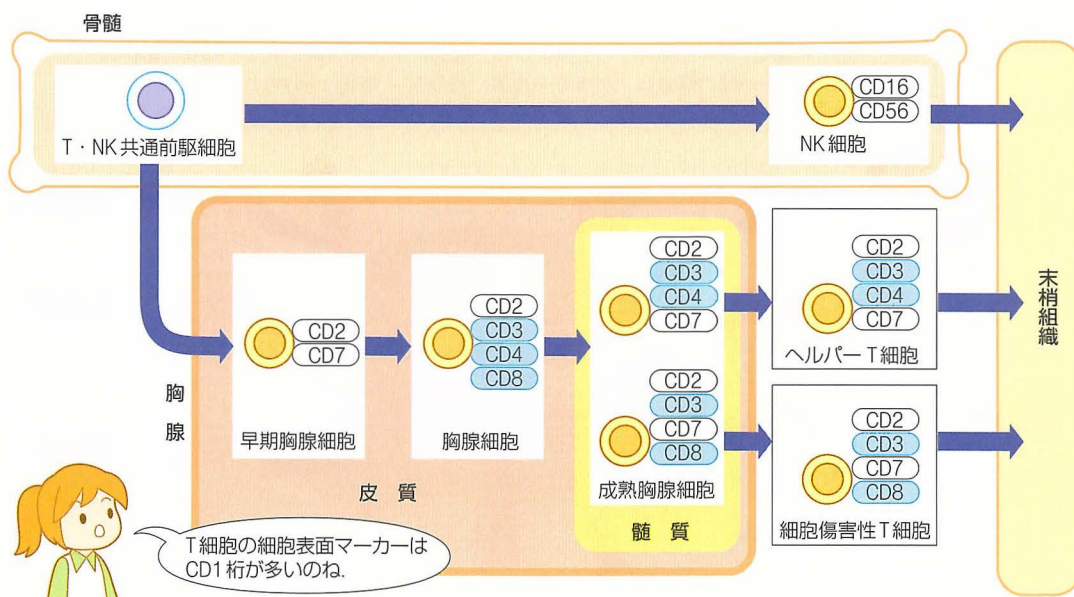 骨髄
T・NK共通前駆細胞
CD16
CD56
NK細胞
胸腺
CD2
CD7
早期胸腺細胞
CD2
CD3
CD4
CD8
胸腺細胞
皮質
CD2
CD3
CD4
CD7
CD2
CD3
CD7
CD8
成熟胸腺細胞
髄質
CD2
CD3
CD4
CD7
ヘルパーT細胞
CD2
CD3
CD7
CD8
細胞傷害性T細胞
末梢組織
T細胞の細胞表面マーカーは
CD1桁が多いのね.